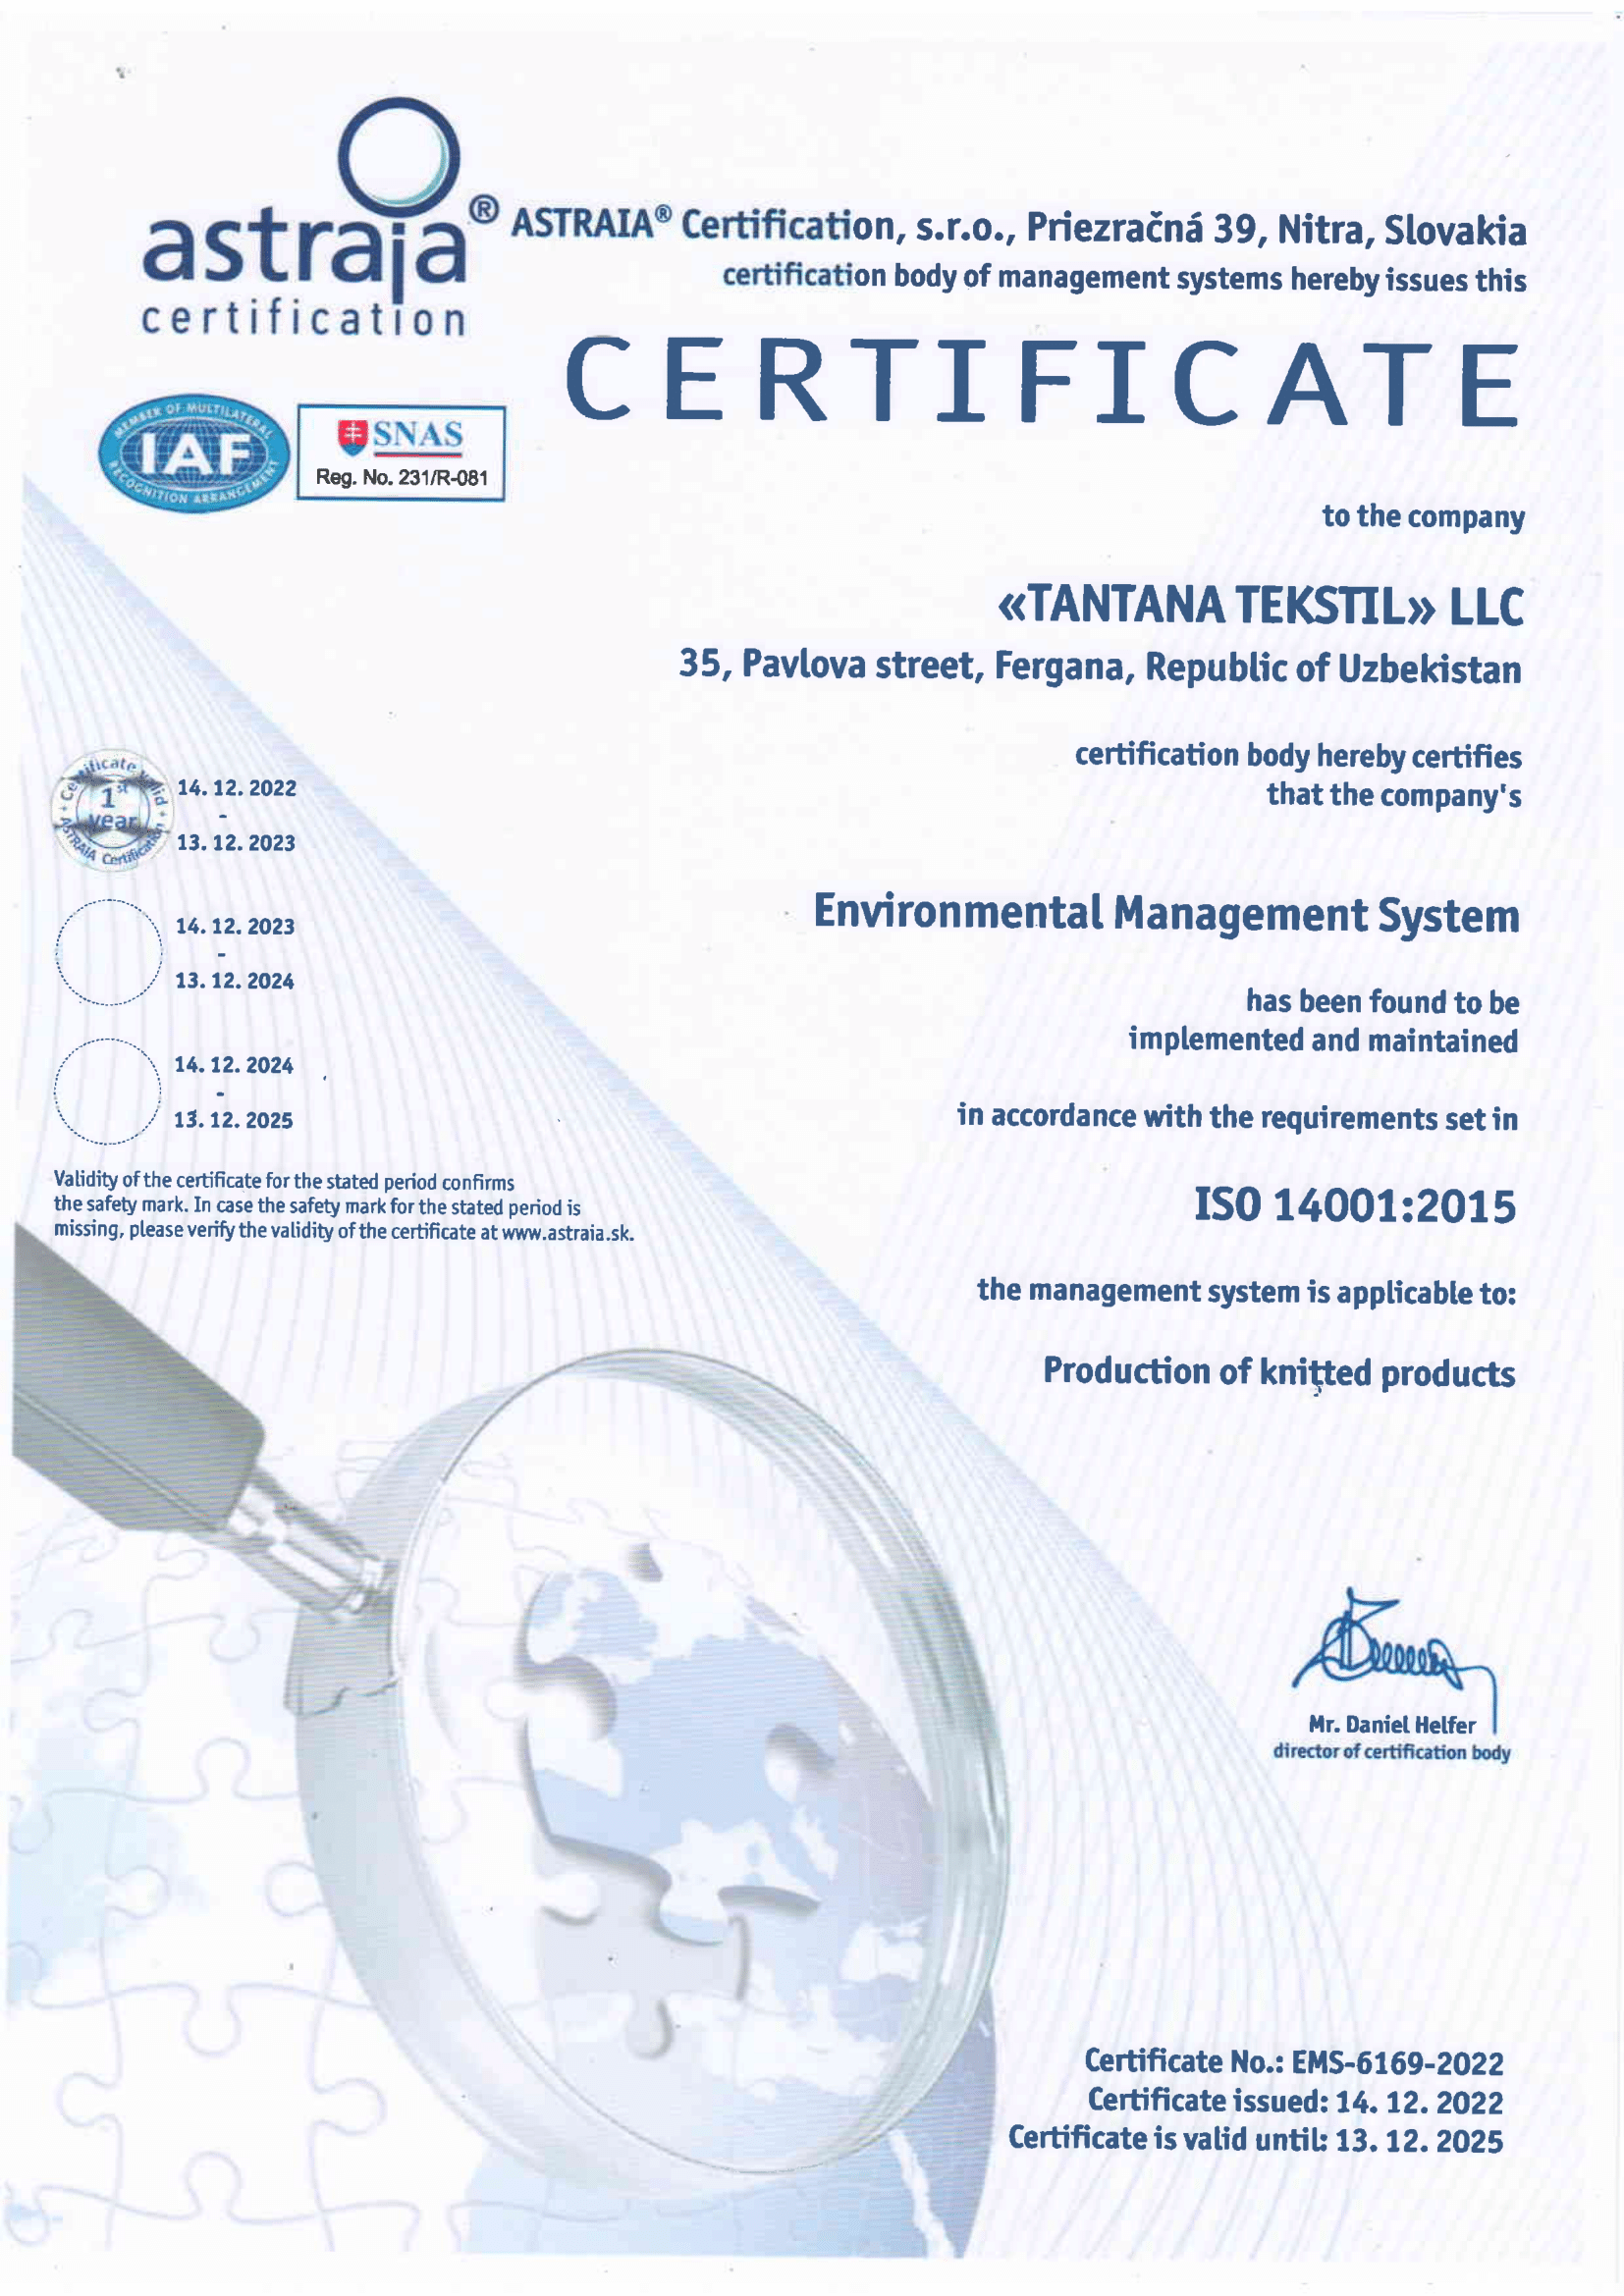 astraia®
certification
ASTRAIA® Certification, s.r.o., Priezračná 39, Nitra, Slovakia
certification body of management systems hereby issues this
CERTIFICATE
MEMBER OF MULTILATERAL
IAF
RECOGNITION ARRANGEMENT
SNAS
Reg. No. 231/R-081
to the company
«TANTANA TEKSTIL» LLC
35, Pavlova street, Fergana, Republic of Uzbekistan
certification body hereby certifies
that the company's
Certificate valid
1st
year
ASTRAIA Certification
14. 12. 2022
-
13. 12. 2023
14. 12. 2023
-
13. 12. 2024
14. 12. 2024
-
13. 12. 2025
Validity of the certificate for the stated period confirms
the safety mark. In case the safety mark for the stated period is
missing, please verify the validity of the certificate at www.astraia.sk.
Environmental Management System
has been found to be
implemented and maintained
in accordance with the requirements set in
ISO 14001:2015
the management system is applicable to:
Production of knitted products
Mr. Daniel Helfer
director of certification body
Certificate No.: EMS-6169-2022
Certificate issued: 14. 12. 2022
Certificate is valid until: 13. 12. 2025